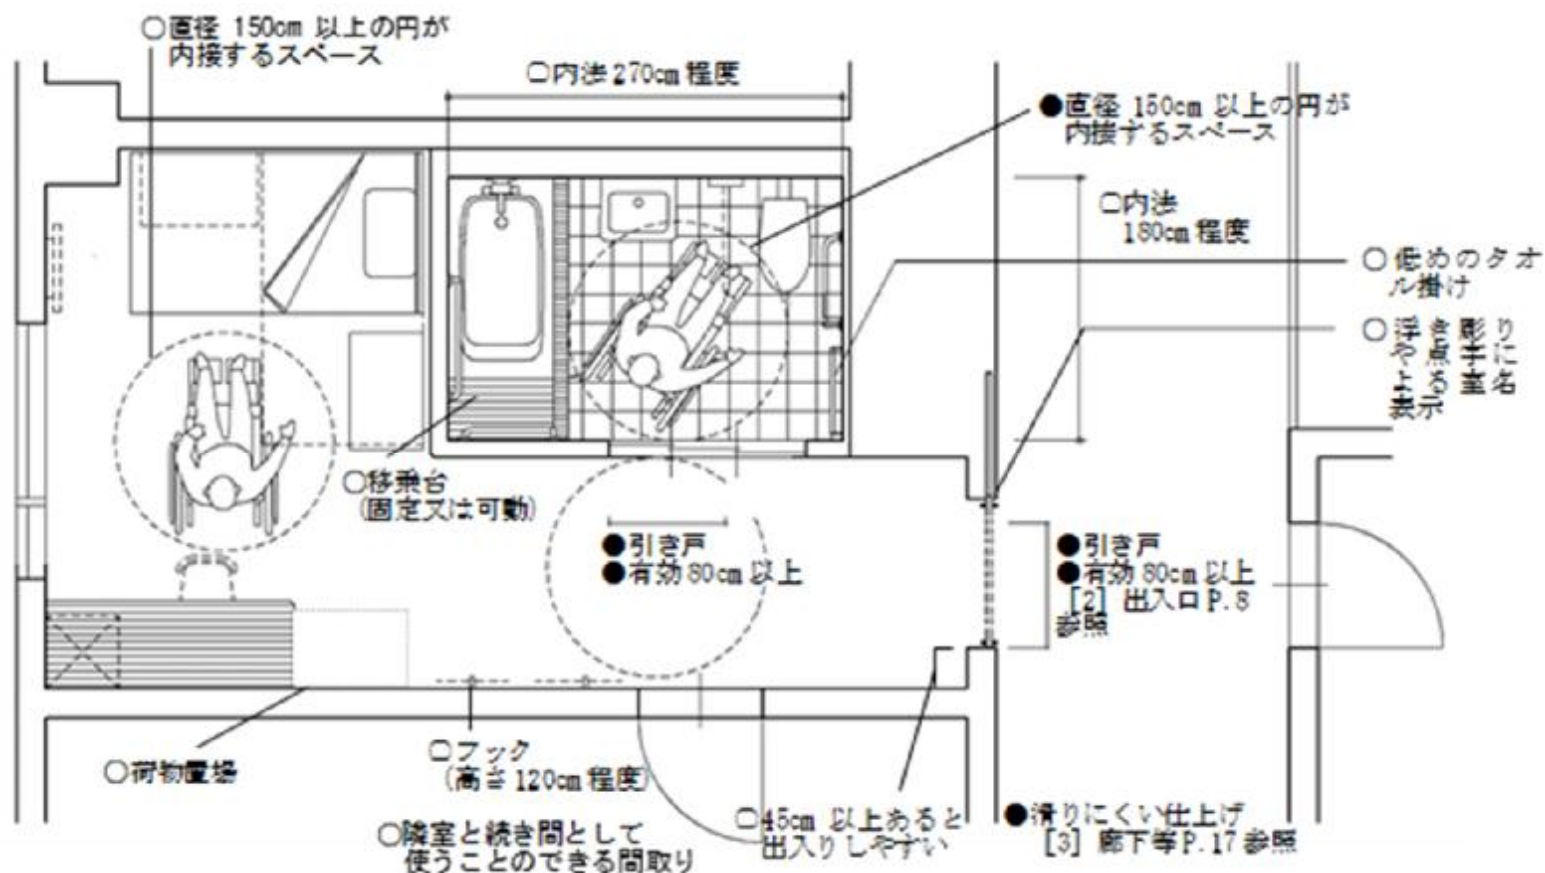 ○直径 150cm 以上の円が
内接するスペース
○内法 270cm 程度
●直径 150cm 以上の円が
内接するスペース
○内法
180cm 程度
○低めのタオ
ル掛け
○浮き彫り
や点字に
よる室名
表示
○移乗台
(固定又は可動)
●引き戸
●有効 80cm 以上
●引き戸
●有効 80cm 以上
[2] 出入口 P.8
参照
○荷物置場
○フック
(高さ 120cm 程度)
○隣室と続き間として
使うことのできる間取り
○45cm 以上あると
出入りしやすい
●滑りにくい仕上げ
[3] 廊下等 P.17 参照